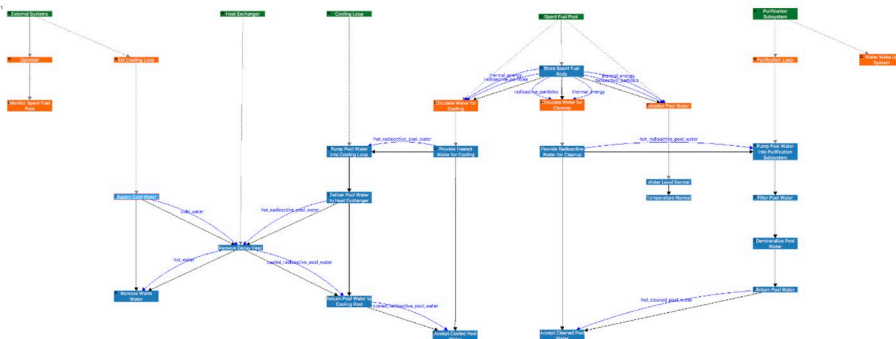 External Systems
Heat Exchanger
Cooling Loop
Spent Fuel Pool
Purification
Subsystem
Operator
Ext Cooling Loop
Purification Loop
Water Make Up
System
Store Spent Fuel
Rods
thermal_energy
radioactive_particles
radioactive_particles
thermal_energy
thermal_energy
radioactive_particles
Monitor Spent Fuel
Pool
Circulate Water for
Cooling
Circulate Water for
Cleanup
Monitor Pool Water
hot_radioactive_pool_water
hot_radioactive_pool_water
Pump Pool Water
Into Cooling Loop
Provide Heated
Water for Cooling
Provide Radioactive
Water for Cleanup
Pump Pool Water
Into Purification
Subsystem
Water Level Normal
Temperature Normal
Supply Cold Water
Deliver Pool Water
to Heat Exchanger
Filter Pool Water
cold_water
hot_radioactive_pool_water
Remove Decay Heat
Demineralize Pool
Water
hot_water
cooled_radioactive_pool_water
Remove Warm
Water
Return Pool Water to
Cooling Pool
Return Pool Water
cooled_radioactive_pool_water
hot_cleaned_pool_water
Accept Cooled Pool
Accept Cleaned Pool
Water